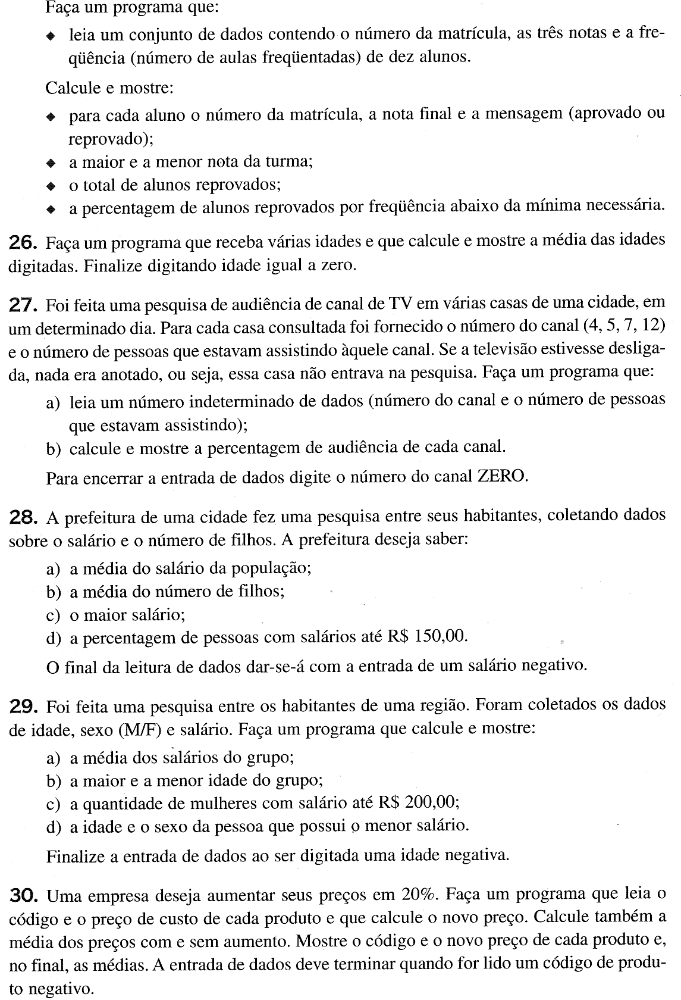 Faça um programa que:
◆ leia um conjunto de dados contendo o número da matrícula, as três notas e a fre-
qüência (número de aulas freqüentadas) de dez alunos.
Calcule e mostre:
◆ para cada aluno o número da matrícula, a nota final e a mensagem (aprovado ou
reprovado);
◆ a maior e a menor nota da turma;
◆ o total de alunos reprovados;
◆ a percentagem de alunos reprovados por freqüência abaixo da mínima necessária.
26. Faça um programa que receba várias idades e que calcule e mostre a média das idades
digitadas. Finalize digitando idade igual a zero.
27. Foi feita uma pesquisa de audiência de canal de TV em várias casas de uma cidade, em
um determinado dia. Para cada casa consultada foi fornecido o número do canal (4, 5, 7, 12)
e o número de pessoas que estavam assistindo àquele canal. Se a televisão estivesse desliga-
da, nada era anotado, ou seja, essa casa não entrava na pesquisa. Faça um programa que:
a) leia um número indeterminado de dados (número do canal e o número de pessoas
que estavam assistindo);
b) calcule e mostre a percentagem de audiência de cada canal.
Para encerrar a entrada de dados digite o número do canal ZERO.
28. A prefeitura de uma cidade fez uma pesquisa entre seus habitantes, coletando dados
sobre o salário e o número de filhos. A prefeitura deseja saber:
a) a média do salário da população;
b) a média do número de filhos;
c) o maior salário;
d) a percentagem de pessoas com salários até R$ 150,00.
O final da leitura de dados dar-se-á com a entrada de um salário negativo.
29. Foi feita uma pesquisa entre os habitantes de uma região. Foram coletados os dados
de idade, sexo (M/F) e salário. Faça um programa que calcule e mostre:
a) a média dos salários do grupo;
b) a maior e a menor idade do grupo;
c) a quantidade de mulheres com salário até R$ 200,00;
d) a idade e o sexo da pessoa que possui o menor salário.
Finalize a entrada de dados ao ser digitada uma idade negativa.
30. Uma empresa deseja aumentar seus preços em 20%. Faça um programa que leia o
código e o preço de custo de cada produto e que calcule o novo preço. Calcule também a
média dos preços com e sem aumento. Mostre o código e o novo preço de cada produto e,
no final, as médias. A entrada de dados deve terminar quando for lido um código de produ-
to negativo.